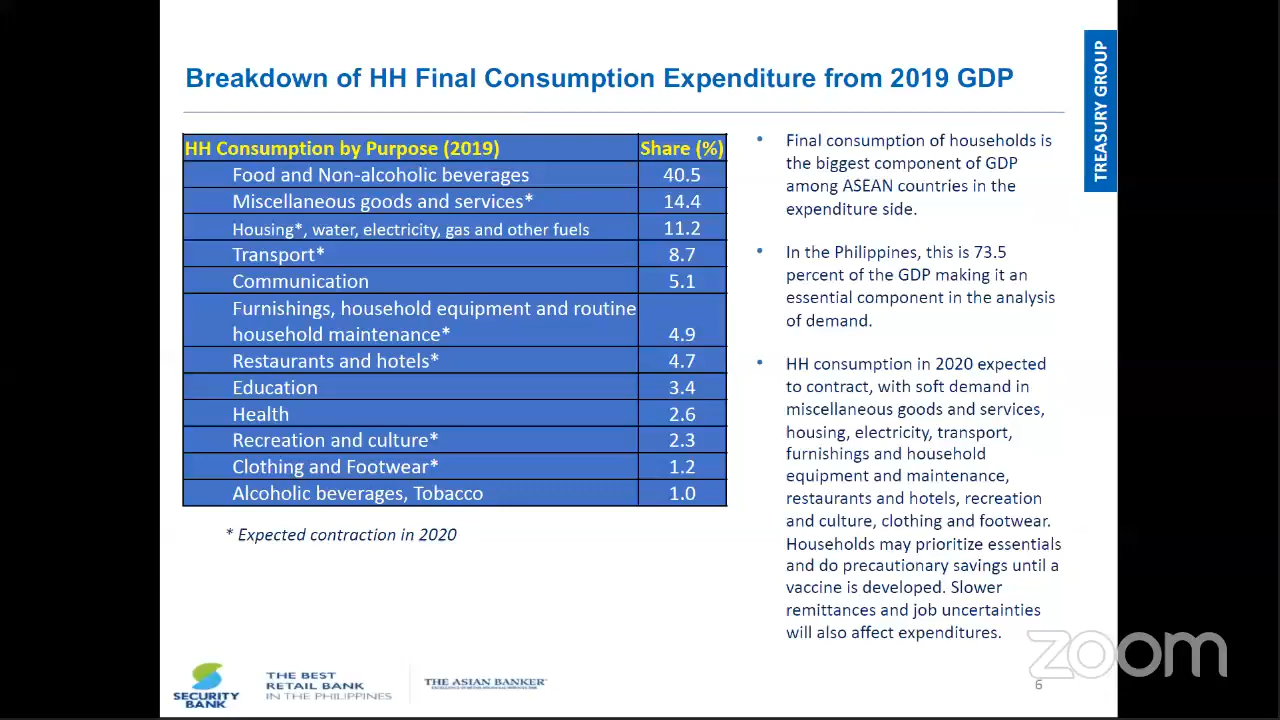 Breakdown of HH Final Consumption Expenditure from 2019 GDP
TREASURY GROUP
HH Consumption by Purpose (2019) Share (%)
Food and Non-alcoholic beverages 40.5
Miscellaneous goods and services* 14.4
Housing*, water, electricity, gas and other fuels 11.2
Transport* 8.7
Communication 5.1
Furnishings, household equipment and routine
household maintenance* 4.9
Restaurants and hotels* 4.7
Education 3.4
Health 2.6
Recreation and culture* 2.3
Clothing and Footwear* 1.2
Alcoholic beverages, Tobacco 1.0
* Expected contraction in 2020
• Final consumption of households is
the biggest component of GDP
among ASEAN countries in the
expenditure side.
• In the Philippines, this is 73.5
percent of the GDP making it an
essential component in the analysis
of demand.
• HH consumption in 2020 expected
to contract, with soft demand in
miscellaneous goods and services,
housing, electricity, transport,
furnishings and household
equipment and maintenance,
restaurants and hotels, recreation
and culture, clothing and footwear.
Households may prioritize essentials
and do precautionary savings until a
vaccine is developed. Slower
remittances and job uncertainties
will also affect expenditures.
zoom
6
SECURITY
BANK
THE BEST
RETAIL BANK
IN THE PHILIPPINES
THE ASIAN BANKER